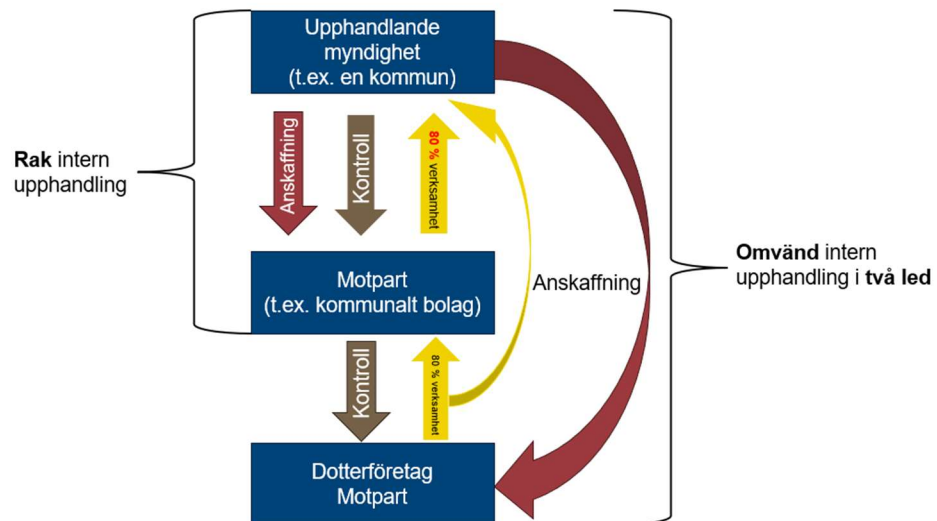 Upphandlande
myndighet
(t.ex. en kommun)
Rak intern
upphandling
Anskaffning
Kontroll
80 % verksamhet
Motpart
(t.ex. kommunalt bolag)
Anskaffning
Omvänd intern
upphandling i två led
Kontroll
80 % verksamhet
Dotterföretag
Motpart